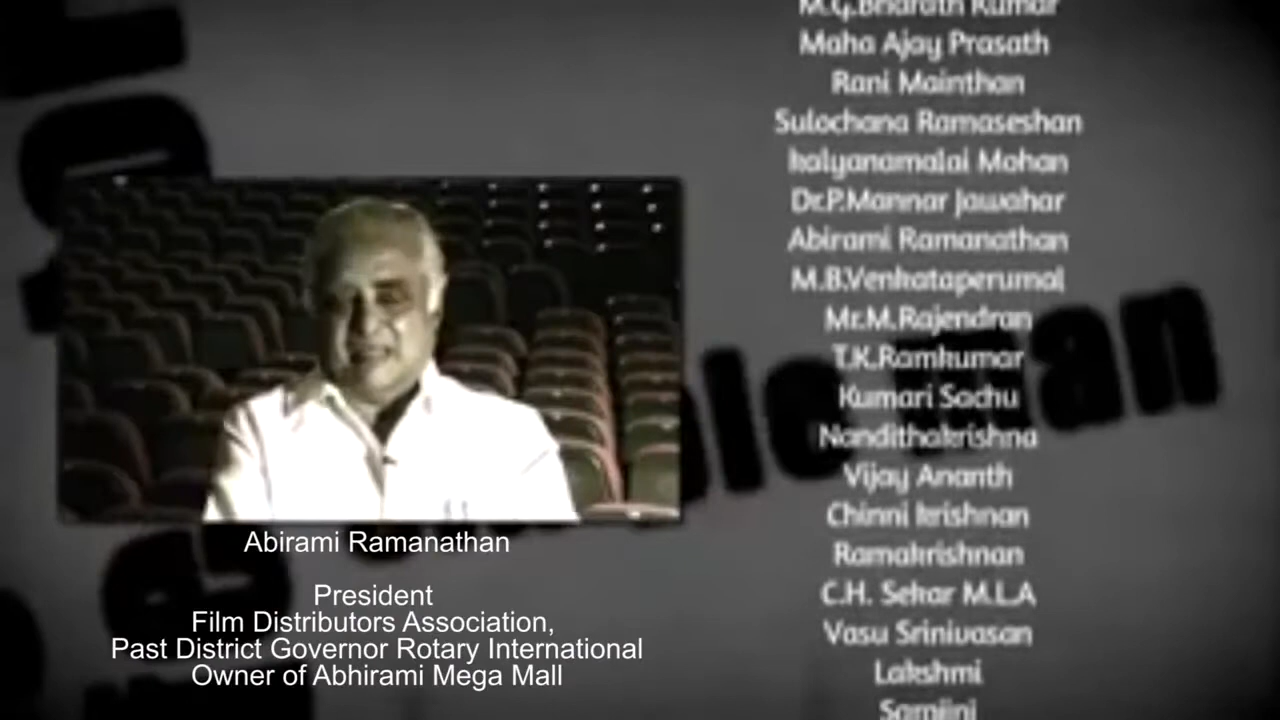 M.G.Bharath Kumar
Maha Ajay Prasath
Rani Mainthan
Sulochana Ramaseshan
kalyanamalai Mohan
Dr.P.Mannar Jawahar
Abirami Ramanathan
M.B.Venkataperumal
Mr.M.Rajendran
T.K.Ramkumar
Kumari Sachu
Nandithakrishna
Vijay Ananth
Chinni krishnan
Ramakrishnan
C.H. Sekar M.L.A
Vasu Srinivasan
Lakshmi
Abirami Ramanathan
President
Film Distributors Association,
Past District Governor Rotary International
Owner of Abhirami Mega Mall
man